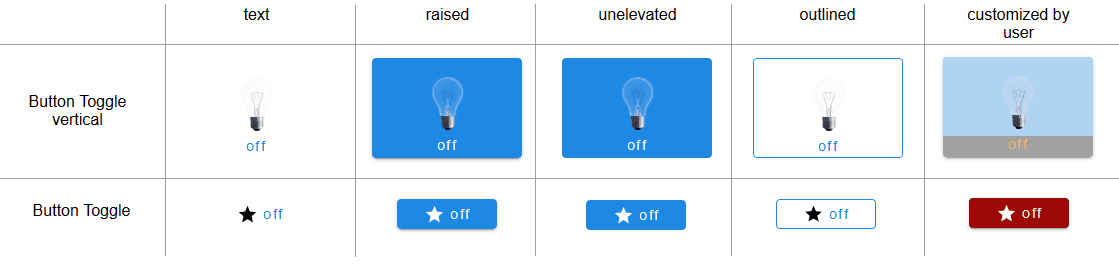 text raised unelevated outlined customized by
user
Button Toggle
vertical
off off off off off
Button Toggle off off off off off